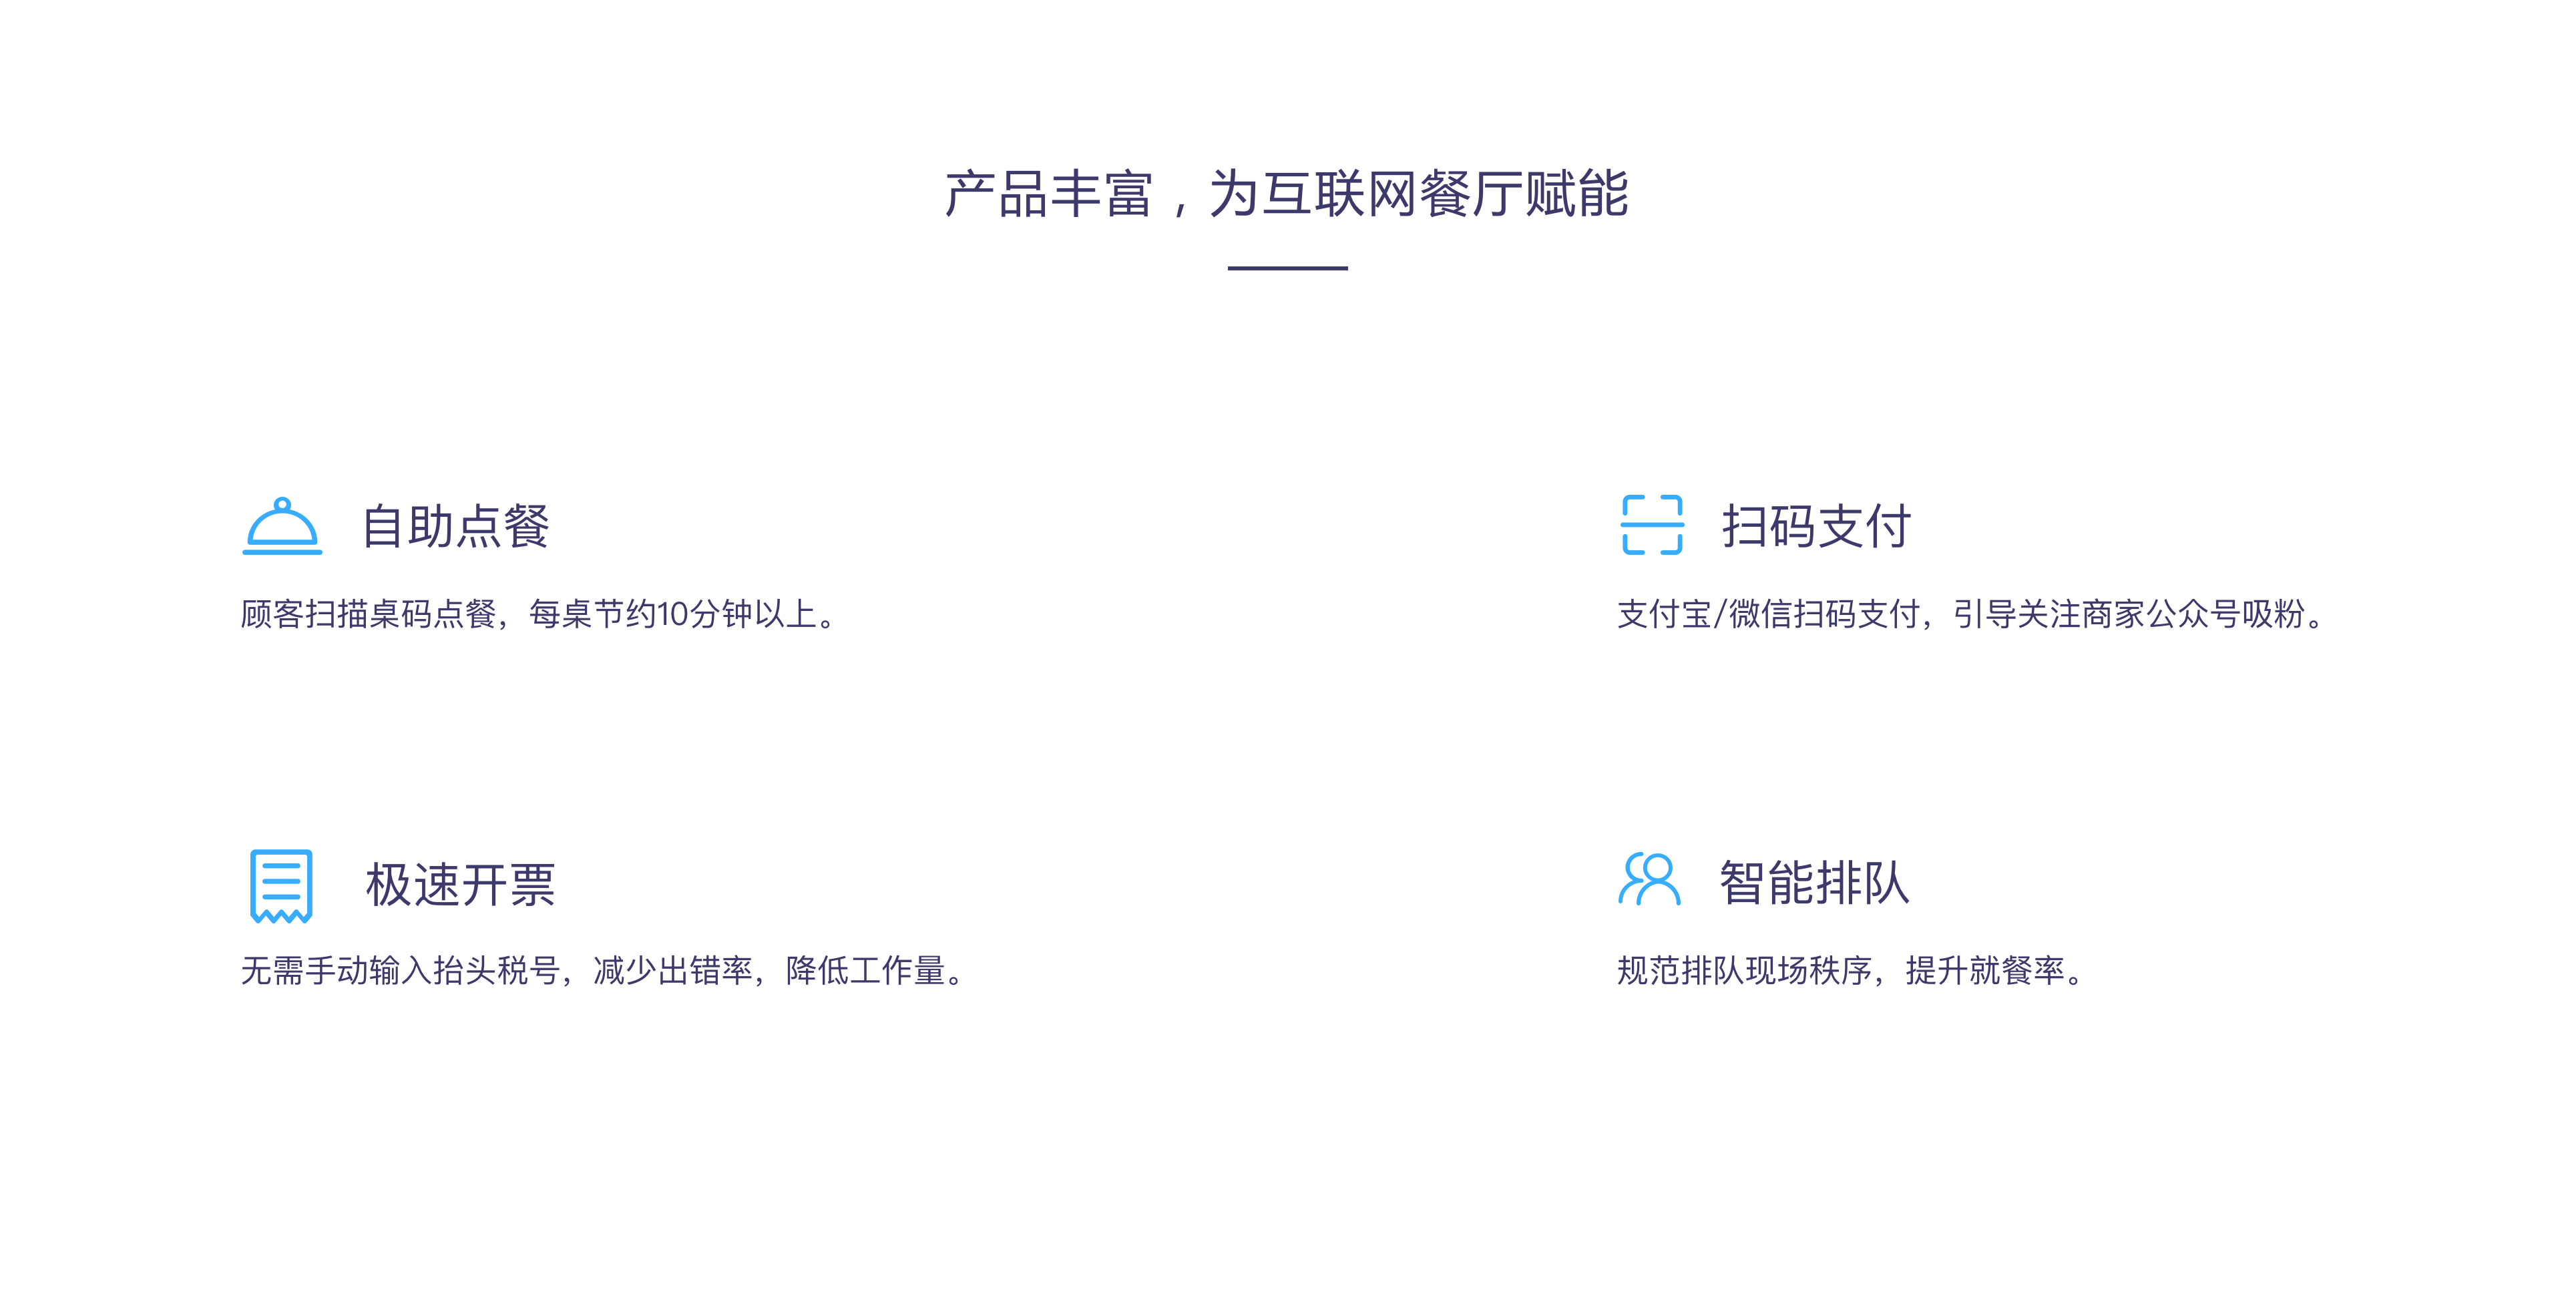 产品丰富，为互联网餐厅赋能
自助点餐
顾客扫描桌码点餐，每桌节约10分钟以上。
扫码支付
支付宝/微信扫码支付，引导关注商家公众号吸粉。
极速开票
无需手动输入抬头税号，减少出错率，降低工作量。
智能排队
规范排队现场秩序，提升就餐率。